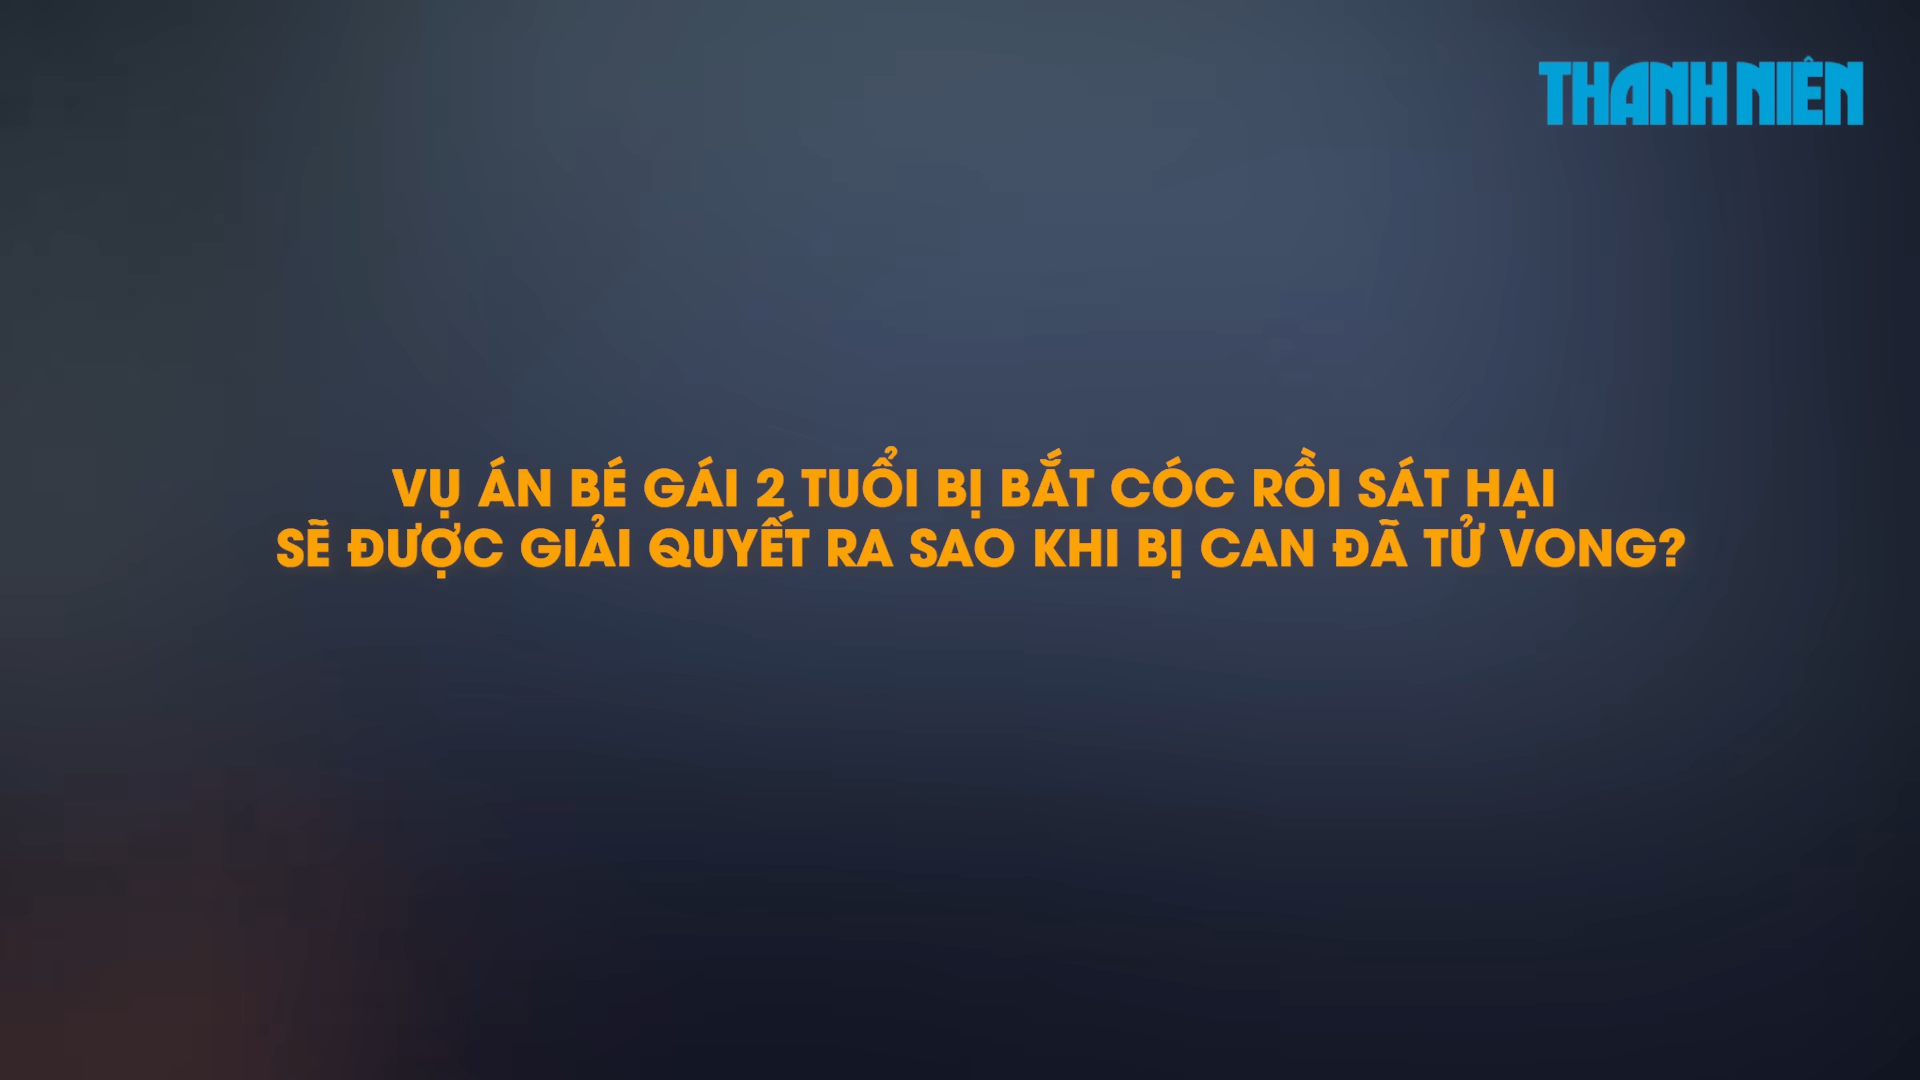 THANH NIÊN
VỤ ÁN BÉ GÁI 2 TUỔI BỊ BẮT CÓC RỒI SÁT HẠI
SẼ ĐƯỢC GIẢI QUYẾT RA SAO KHI BỊ CAN ĐÃ TỬ VONG?